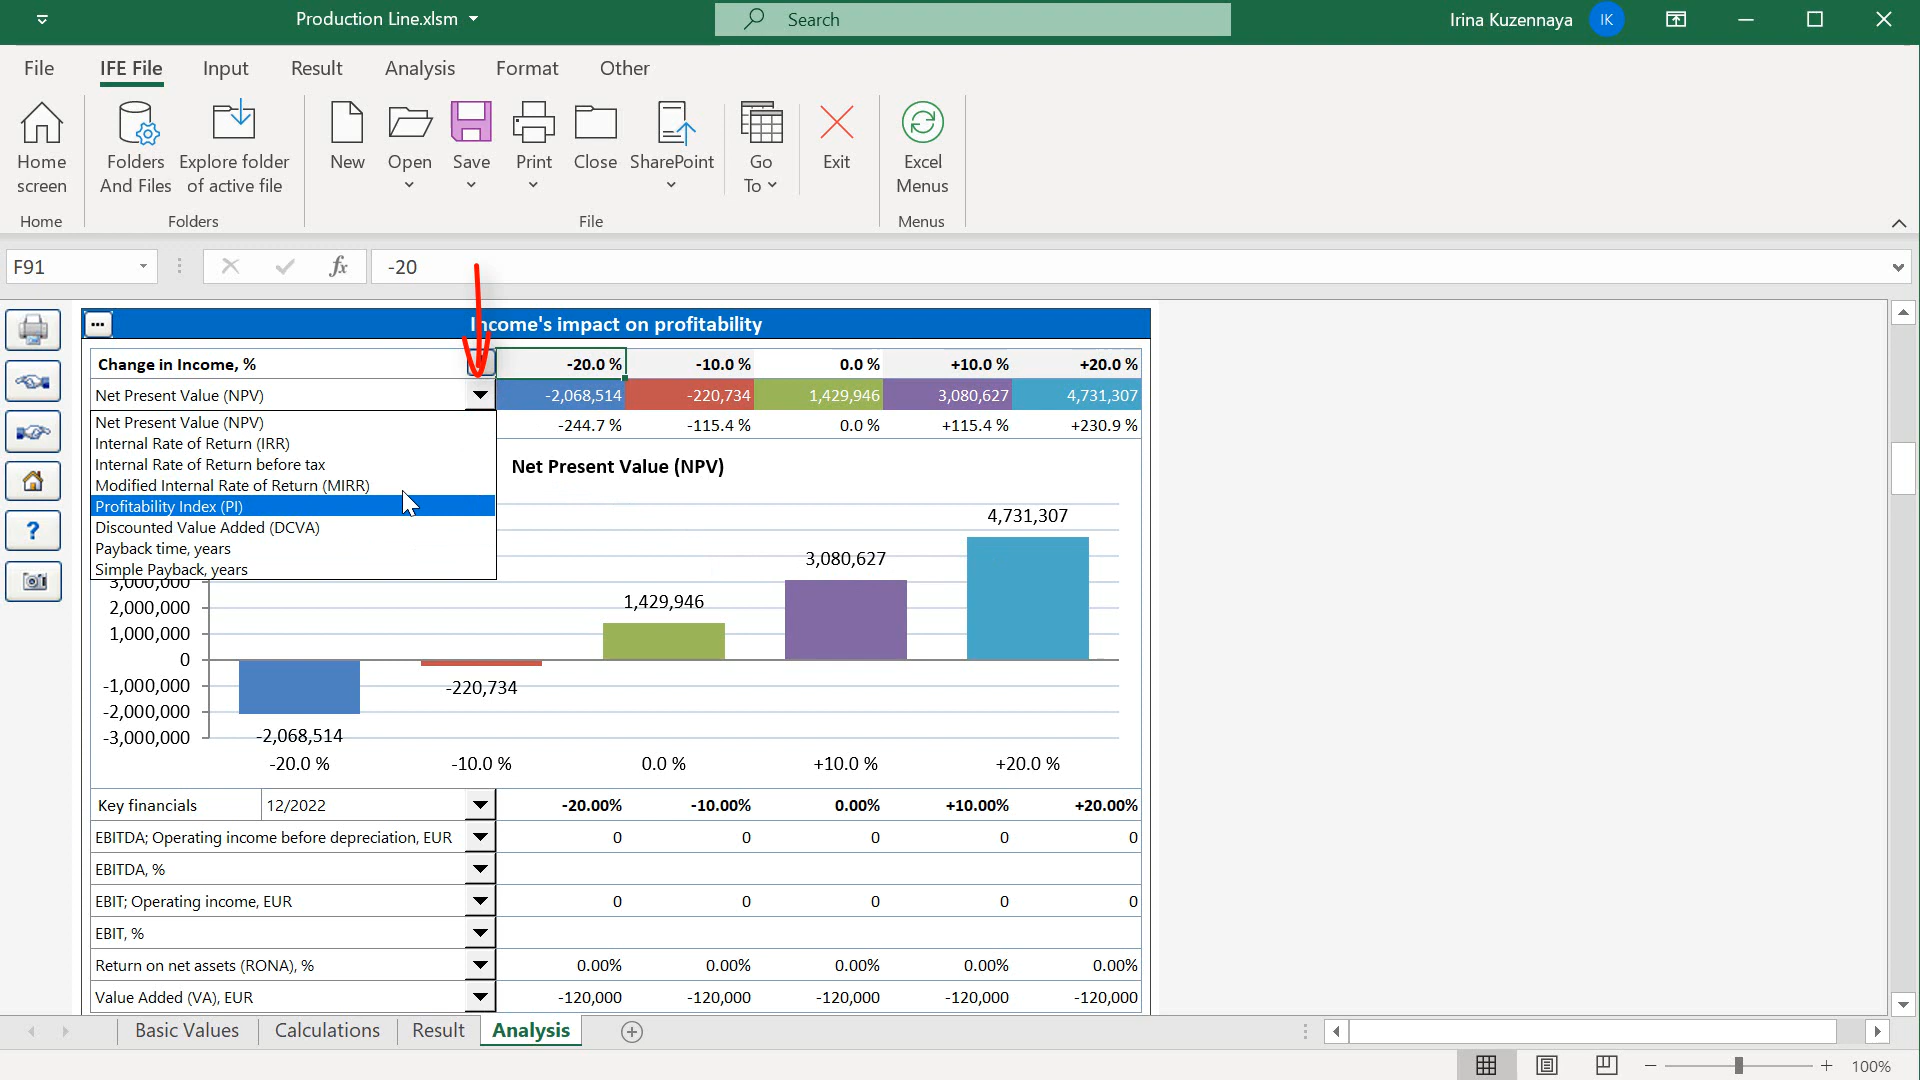 Production Line.xlsm
Search
Irina Kuzennaya IK
File IFE File Input Result Analysis Format Other
Home screen
Folders And Files
Explore folder of active file
New
Open
Save
Print
Close
SharePoint
Go To
Exit
Excel Menus
Home Folders File Menus
F91 fx -20
... Income's impact on profitability
Change in Income, % -20.0 % -10.0 % 0.0 % +10.0 % +20.0 %
Net Present Value (NPV) -2,068,514 -220,734 1,429,946 3,080,627 4,731,307
-244.7 % -115.4 % 0.0 % +115.4 % +230.9 %
Net Present Value (NPV)
Internal Rate of Return (IRR)
Internal Rate of Return before tax
Modified Internal Rate of Return (MIRR)
Profitability Index (PI)
Discounted Value Added (DCVA)
Payback time, years
Simple Payback, years
Net Present Value (NPV)
4,731,307
3,080,627
1,429,946
-220,734
-2,068,514
3,000,000
2,000,000
1,000,000
0
-1,000,000
-2,000,000
-3,000,000
-20.0 % -10.0 % 0.0 % +10.0 % +20.0 %
Key financials 12/2022 -20.00% -10.00% 0.00% +10.00% +20.00%
EBITDA; Operating income before depreciation, EUR 0 0 0 0 0
EBITDA, %
EBIT; Operating income, EUR 0 0 0 0 0
EBIT, %
Return on net assets (RONA), % 0.00% 0.00% 0.00% 0.00% 0.00%
Value Added (VA), EUR -120,000 -120,000 -120,000 -120,000 -120,000
?
Basic Values Calculations Result Analysis
100%